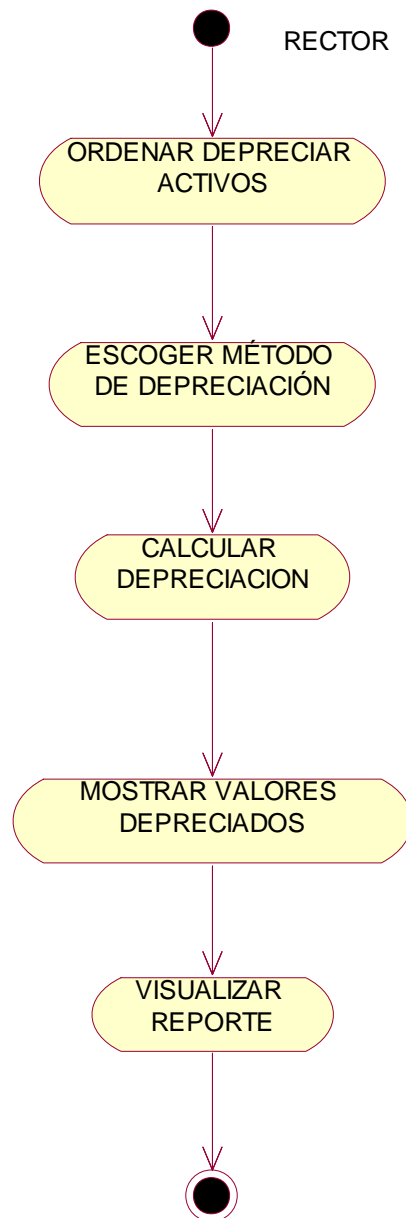 RECTOR
ORDENAR DEPRECIAR
ACTIVOS
ESCOGER MÉTODO
DE DEPRECIACIÓN
CALCULAR
DEPRECIACION
MOSTRAR VALORES
DEPRECIADOS
VISUALIZAR
REPORTE